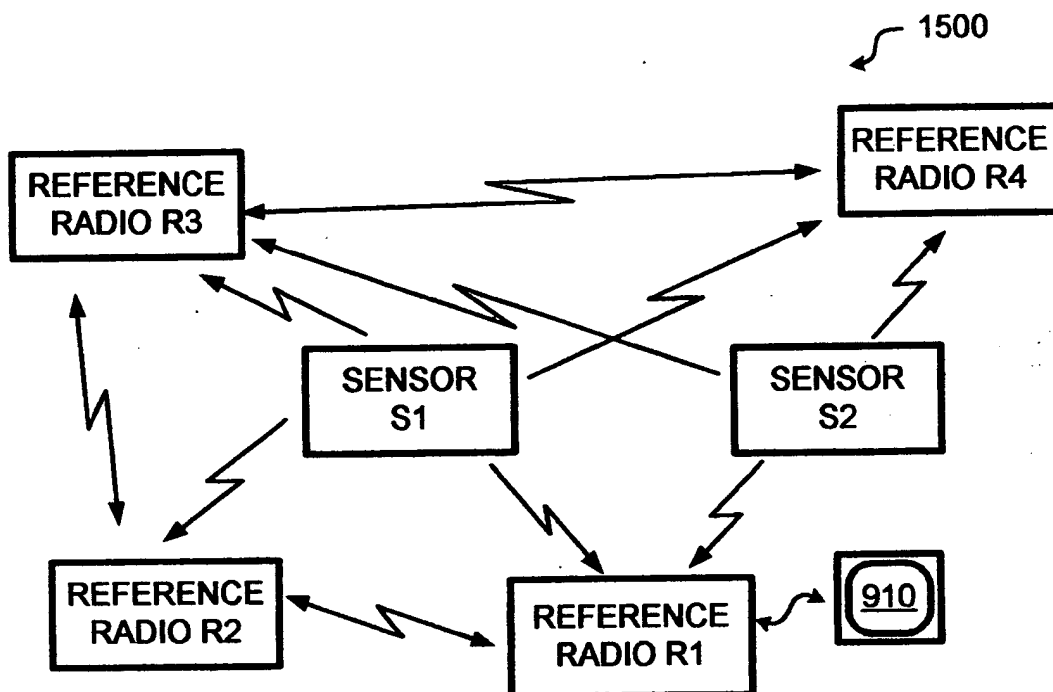 1500
REFERENCE
RADIO R4
REFERENCE
RADIO R3
SENSOR
S1
SENSOR
S2
REFERENCE
RADIO R2
REFERENCE
RADIO R1
910